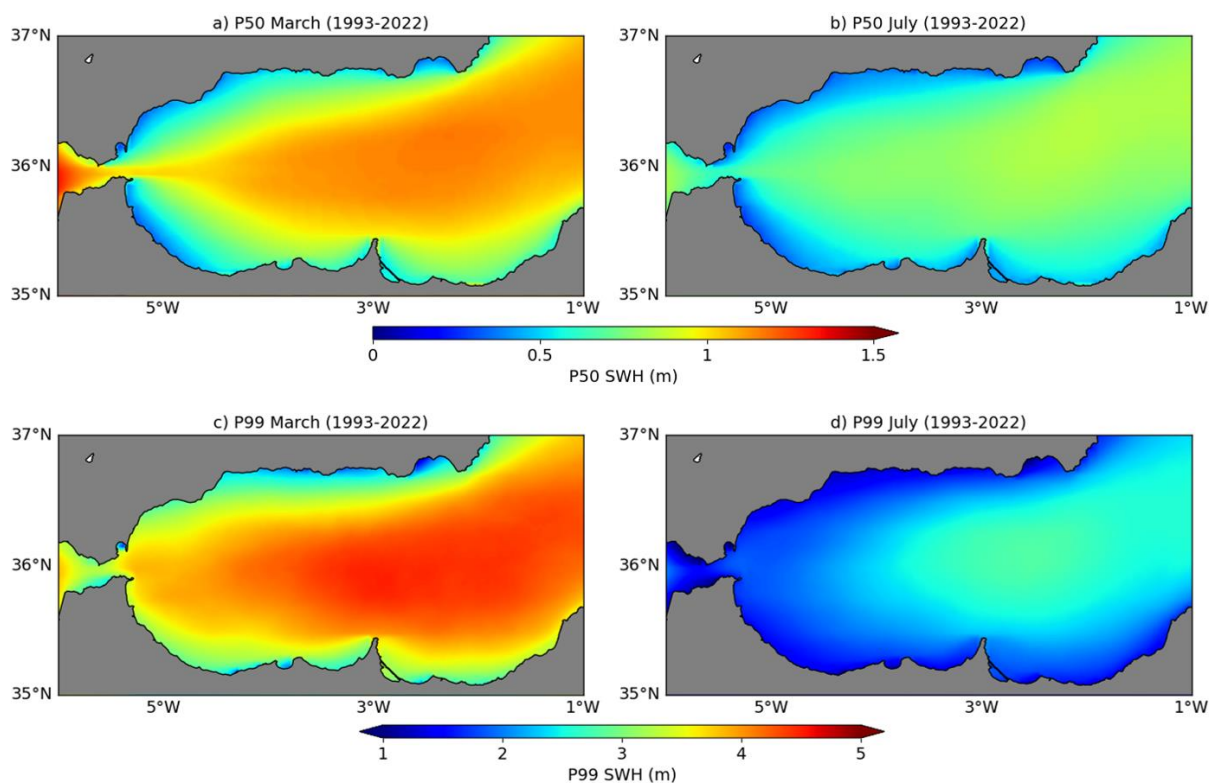 a) P50 March (1993-2022)
b) P50 July (1993-2022)
37°N
37°N
36°N
36°N
35°N
35°N
5°W
3°W
1°W
5°W
3°W
1°W
0
0.5
1
1.5
P50 SWH (m)
c) P99 March (1993-2022)
d) P99 July (1993-2022)
37°N
37°N
36°N
36°N
35°N
35°N
5°W
3°W
1°W
5°W
3°W
1°W
1
2
3
4
5
P99 SWH (m)